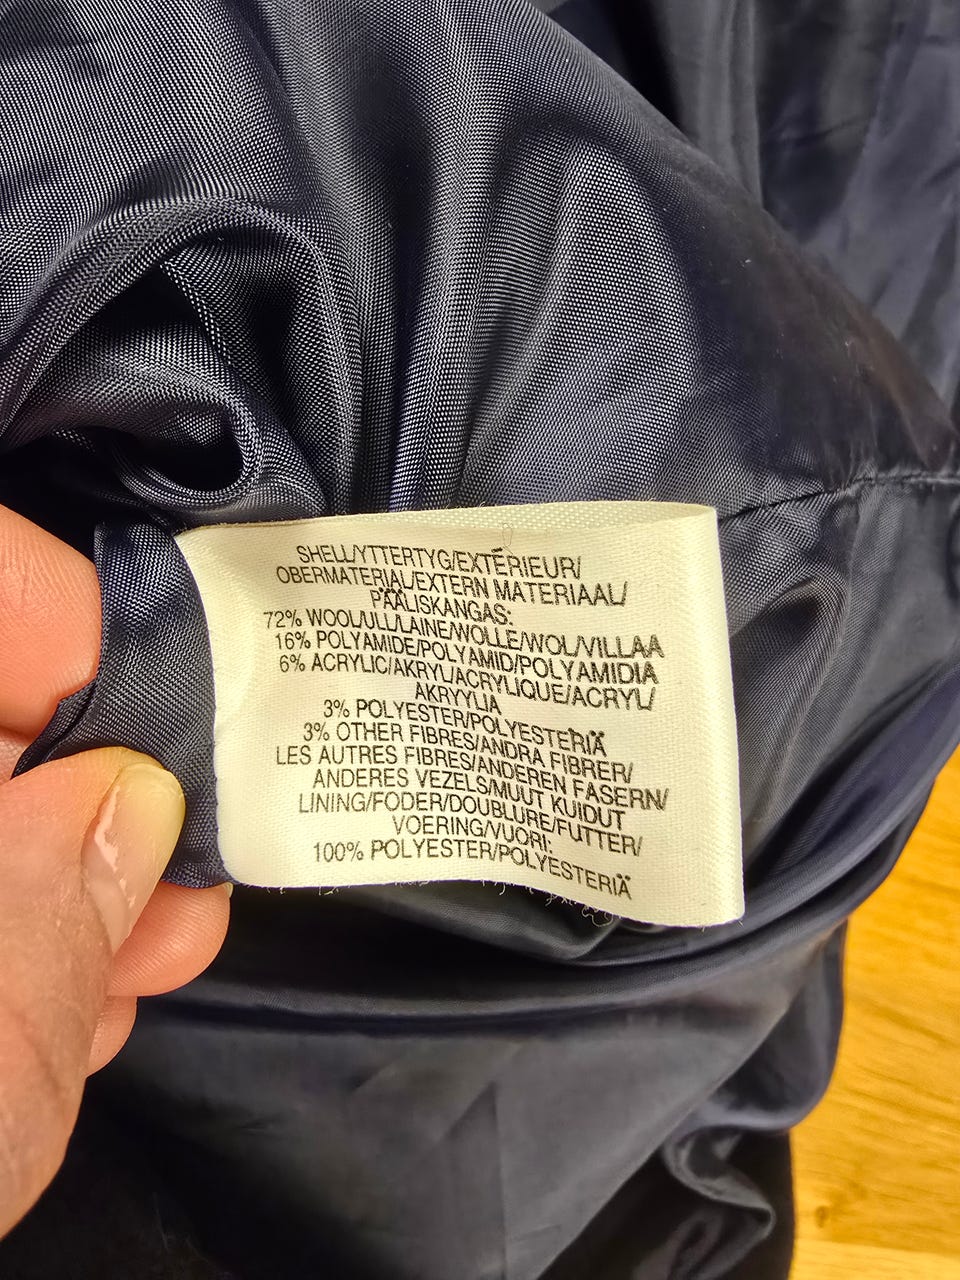 SHELL/YTTERTYG/EXTÉRIEUR/
OBERMATERIAL/EXTERN MATERIAAL/
PÄÄLISKANGAS:
72% WOOL/ULL/LAINE/WOLLE/WOL/VILLAA
16% POLYAMIDE/POLYAMID/POLYAMIDIA
6% ACRYLIC/AKRYL/ACRYLIQUE/ACRYL/
AKRYYLIA
3% POLYESTER/POLYESTERIÄ
3% OTHER FIBRES/ANDRA FIBRER/
LES AUTRES FIBRES/ANDEREN FASERN/
ANDERES VEZELS/MUUT KUIDUT
LINING/FODER/DOUBLURE/FUTTER/
VOERING/VUORI:
100% POLYESTER/POLYESTERIÄ